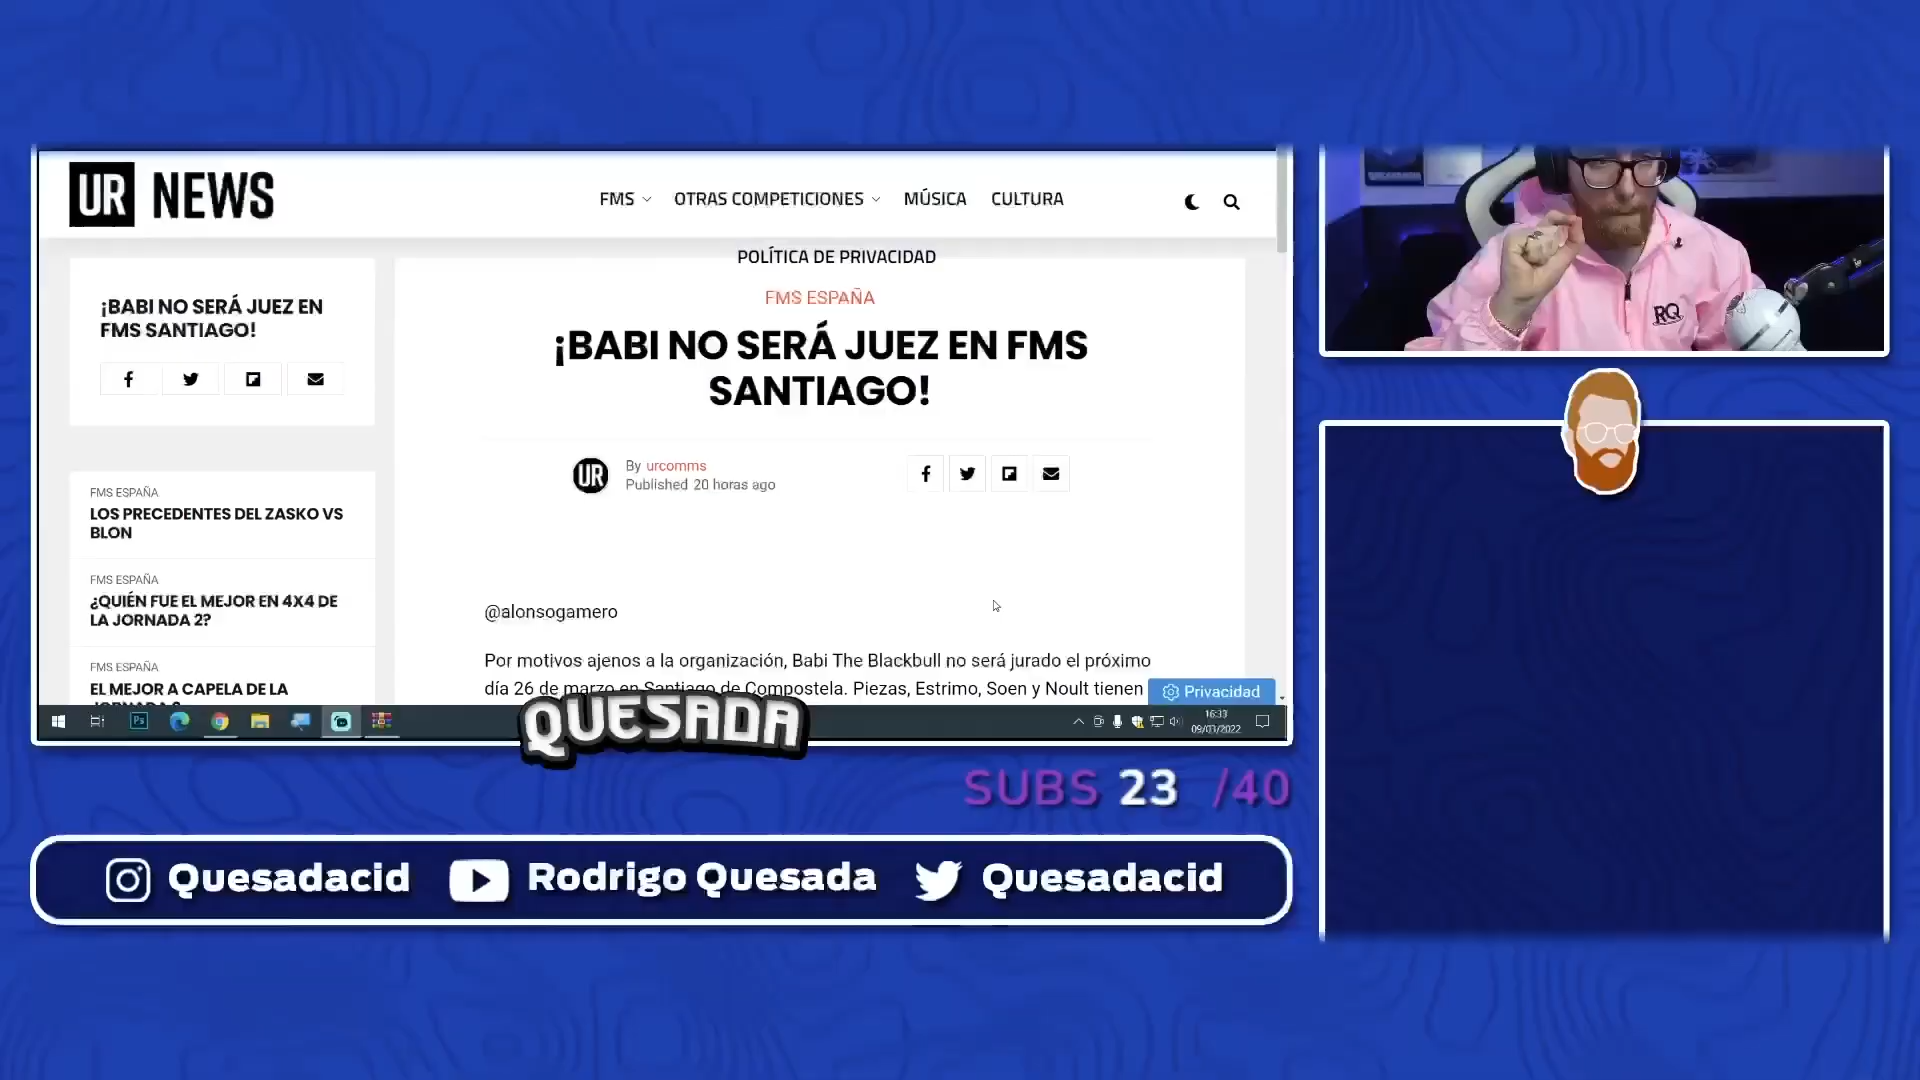 UR NEWS
FMS
OTRAS COMPETICIONES
MÚSICA
CULTURA
POLÍTICA DE PRIVACIDAD
¡BABI NO SERÁ JUEZ EN
FMS SANTIAGO!
FMS ESPAÑA
LOS PRECEDENTES DEL ZASKO VS
BLON
FMS ESPAÑA
¿QUIÉN FUE EL MEJOR EN 4X4 DE
LA JORNADA 2?
FMS ESPAÑA
EL MEJOR A CAPELA DE LA
FMS ESPAÑA
¡BABI NO SERÁ JUEZ EN FMS
SANTIAGO!
UR
By urcomms
Published 20 horas ago
@alonsogamero
Por motivos ajenos a la organización, Babi The Blackbull no será jurado el próximo
día 26 de marzo en Santiago de Compostela. Piezas, Estrimo, Soen y Noult tienen
Privacidad
Ps
16:33
09/03/2022
QUESADA
RQ
SUBS 23 /40
Quesadacid
Rodrigo Quesada
Quesadacid